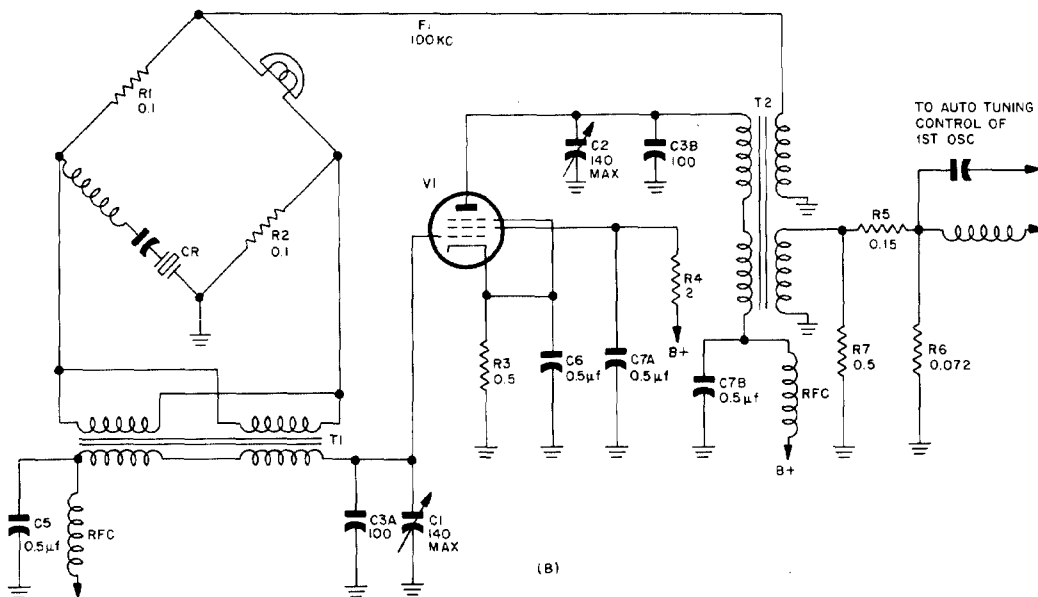 F1
100KC
R1
0.1
CR
R2
0.1
T1
C5
0.5µf
RFC
C3A
100
C1
140
MAX
V1
C2
140
MAX
C3B
100
T2
R3
0.5
C6
0.5µf
C7A
0.5µf
R4
2
B+
C7B
0.5µf
RFC
B+
TO AUTO TUNING
CONTROL OF
1ST OSC
R5
0.15
R7
0.5
R6
0.072
(B)